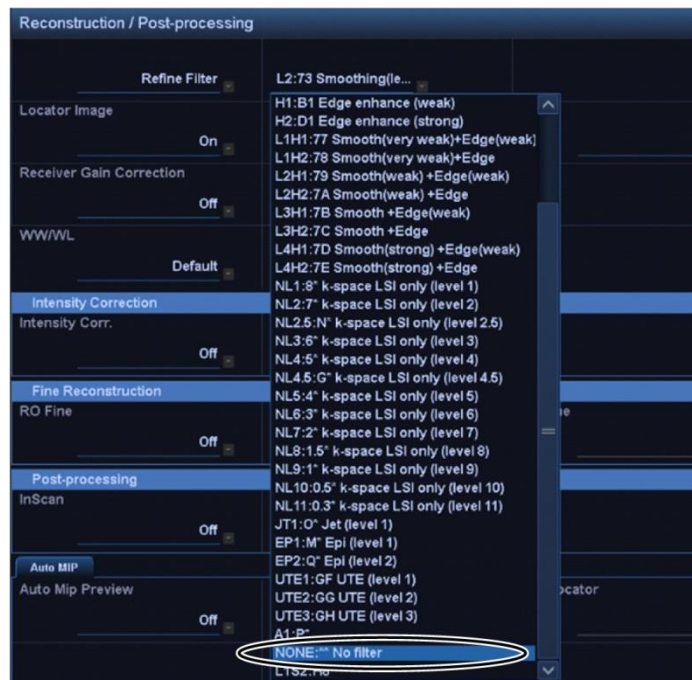 Reconstruction / Post-processing
Refine Filter
L2:73 Smoothing(le...
Locator Image
On
Receiver Gain Correction
Off
WW/WL
Default
Intensity Correction
Intensity Corr.
Off
Fine Reconstruction
RO Fine
Off
Post-processing
InScan
Off
Auto MIP
Auto Mip Preview
Off
H1:B1 Edge enhance (weak)
H2:D1 Edge enhance (strong)
L1H1:77 Smooth(very weak)+Edge(weak)
L1H2:78 Smooth(very weak)+Edge
L2H1:79 Smooth(weak) +Edge(weak)
L2H2:7A Smooth(weak) +Edge
L3H1:7B Smooth +Edge(weak)
L3H2:7C Smooth +Edge
L4H1:7D Smooth(strong) +Edge(weak)
L4H2:7E Smooth(strong) +Edge
NL1:8" k-space LSI only (level 1)
NL2:7" k-space LSI only (level 2)
NL2.5:N" k-space LSI only (level 2.5)
NL3:6" k-space LSI only (level 3)
NL4:5" k-space LSI only (level 4)
NL4.5:G" k-space LSI only (level 4.5)
NL5:4" k-space LSI only (level 5)
NL6:3" k-space LSI only (level 6)
NL7:2" k-space LSI only (level 7)
NL8:1.5" k-space LSI only (level 8)
NL9:1" k-space LSI only (level 9)
NL10:0.5" k-space LSI only (level 10)
NL11:0.3" k-space LSI only (level 11)
JT1:O" Jet (level 1)
EP1:M" Epi (level 1)
EP2:Q" Epi (level 2)
UTE1:GF UTE (level 1)
UTE2:GG UTE (level 2)
UTE3:GH UTE (level 3)
A1:P"
NONE:"" No filter
ocator